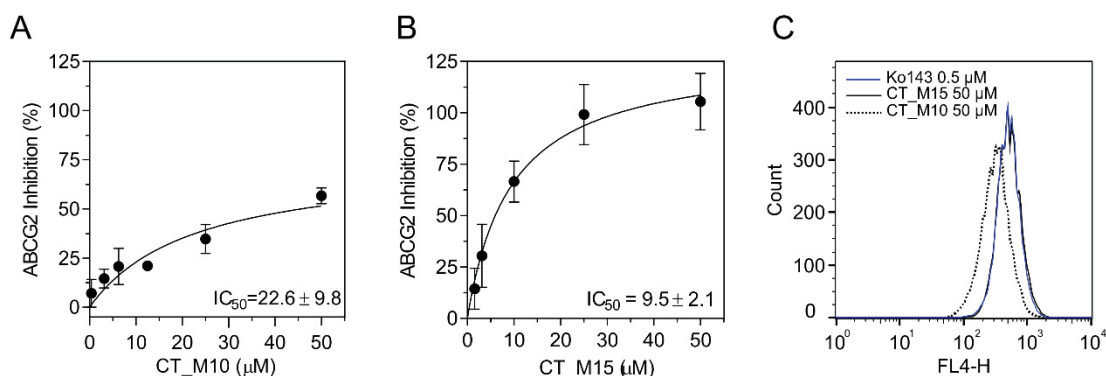 A
B
C
125
100
75
50
25
0
ABCG2 Inhibition (%)
IC50=22.6 ± 9.8
0 10 20 30 40 50
CT_M10 (µM)
125
100
75
50
25
0
ABCG2 Inhibition (%)
IC50 = 9.5 ± 2.1
0 10 20 30 40 50
CT_M15 (µM)
Ko143 0.5 µM
CT_M15 50 µM
CT_M10 50 µM
400
300
200
100
0
Count
10^0 10^1 10^2 10^3 10^4
FL4-H